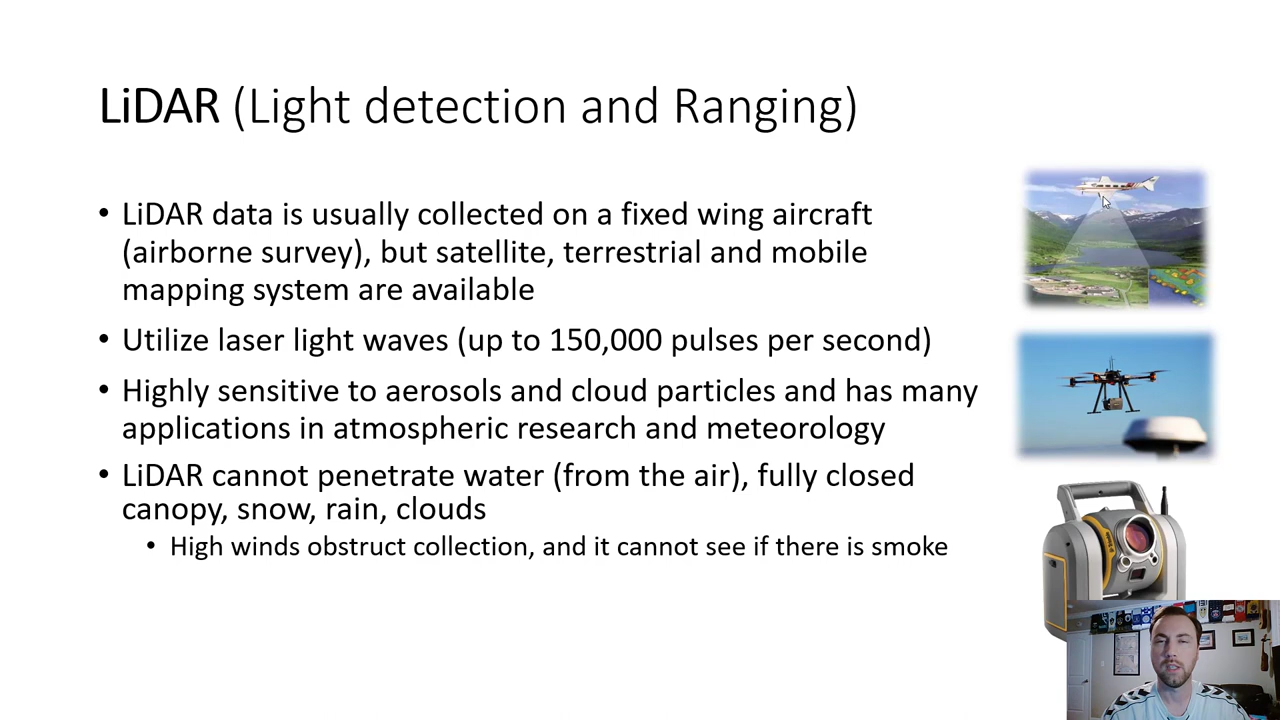 LiDAR (Light detection and Ranging)
• LiDAR data is usually collected on a fixed wing aircraft
(airborne survey), but satellite, terrestrial and mobile
mapping system are available
• Utilize laser light waves (up to 150,000 pulses per second)
• Highly sensitive to aerosols and cloud particles and has many
applications in atmospheric research and meteorology
• LiDAR cannot penetrate water (from the air), fully closed
canopy, snow, rain, clouds
• High winds obstruct collection, and it cannot see if there is smoke